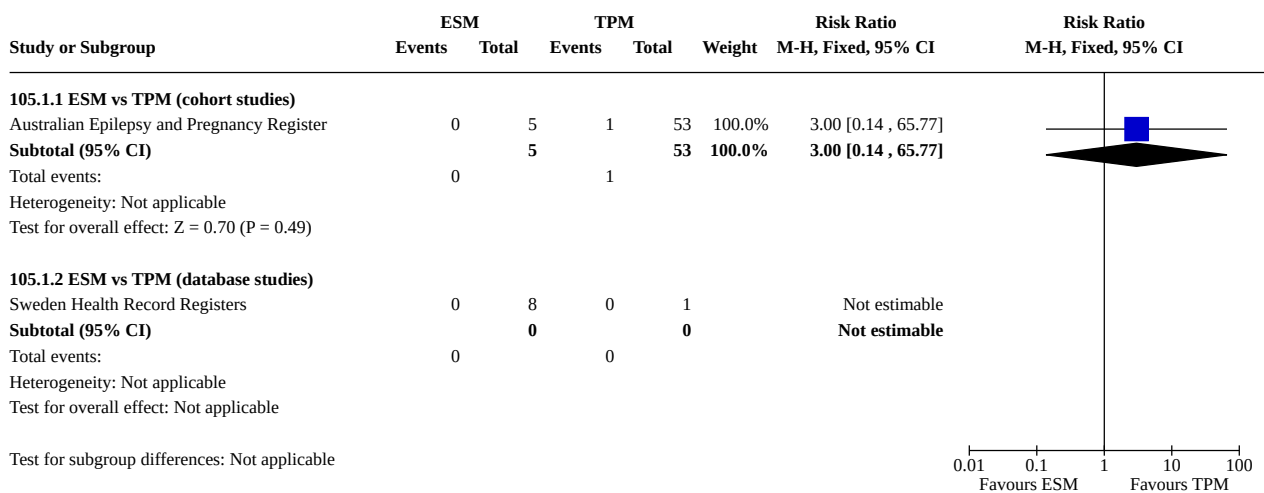 ESM TPM Risk Ratio Risk Ratio
Study or Subgroup Events Total Events Total Weight M-H, Fixed, 95% CI M-H, Fixed, 95% CI
105.1.1 ESM vs TPM (cohort studies)
Australian Epilepsy and Pregnancy Register 0 5 1 53 100.0% 3.00 [0.14 , 65.77]
Subtotal (95% CI) 5 53 100.0% 3.00 [0.14 , 65.77]
Total events: 0 1
Heterogeneity: Not applicable
Test for overall effect: Z = 0.70 (P = 0.49)
105.1.2 ESM vs TPM (database studies)
Sweden Health Record Registers 0 8 0 1 Not estimable
Subtotal (95% CI) 0 0 Not estimable
Total events: 0 0
Heterogeneity: Not applicable
Test for overall effect: Not applicable
Test for subgroup differences: Not applicable
0.01 0.1 1 10 100
Favours ESM Favours TPM